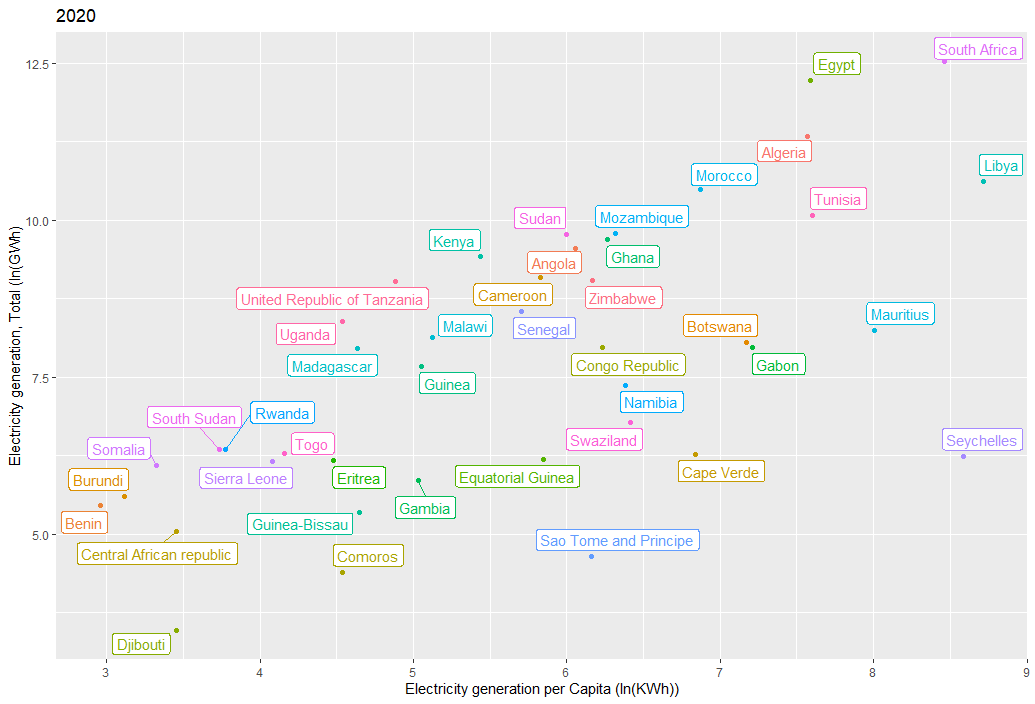 2020
12.5
10.0
7.5
5.0
Electricity generation, Total (ln(GWh)
South Africa
Egypt
Algeria
Libya
Morocco
Tunisia
Sudan
Mozambique
Kenya
Ghana
Angola
United Republic of Tanzania
Cameroon
Zimbabwe
Mauritius
Uganda
Malawi
Senegal
Botswana
Madagascar
Congo Republic
Gabon
Guinea
Namibia
South Sudan
Rwanda
Somalia
Togo
Swaziland
Seychelles
Burundi
Sierra Leone
Eritrea
Equatorial Guinea
Cape Verde
Gambia
Benin
Guinea-Bissau
Central African republic
Comoros
Sao Tome and Principe
Djibouti
3
4
5
6
7
8
9
Electricity generation per Capita (ln(KWh))